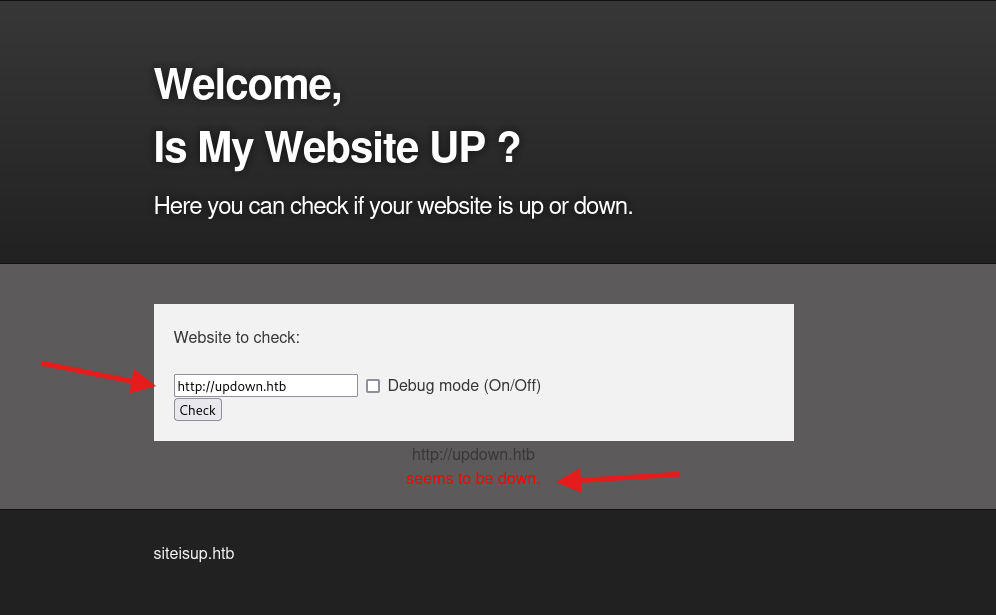 Welcome,
Is My Website UP ?
Here you can check if your website is up or down.
Website to check:
http://updown.htb Debug mode (On/Off)
Check
http://updown.htb
seems to be down.
siteisup.htb